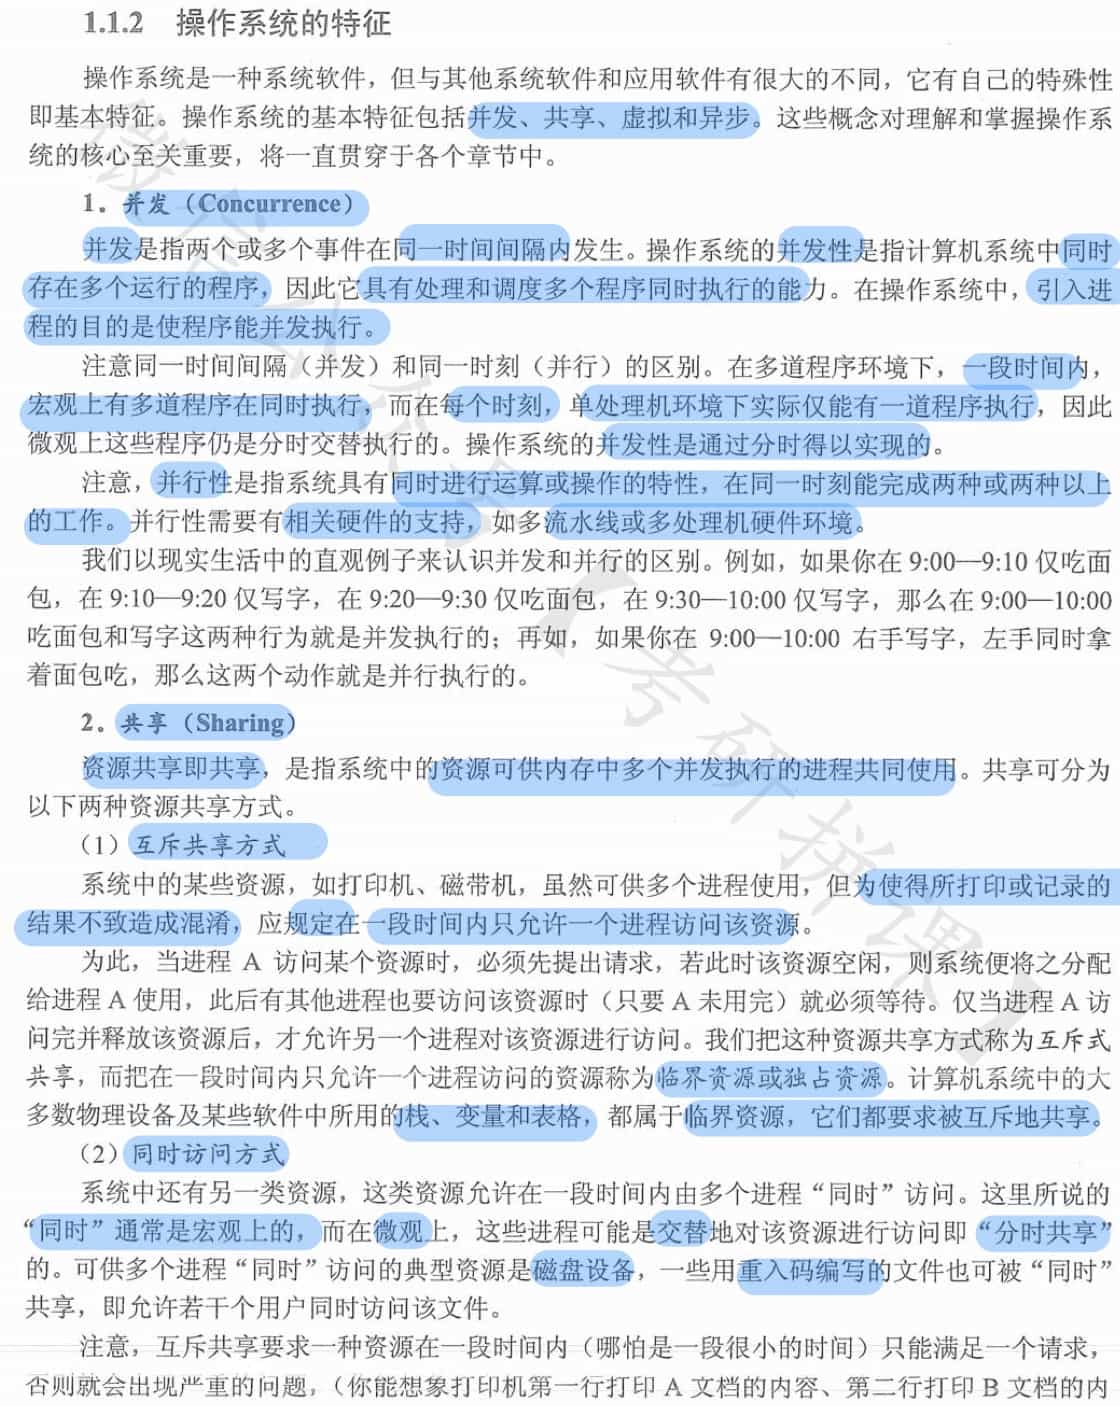 1.1.2 操作系统的特征
操作系统是一种系统软件，但与其他系统软件和应用软件有很大的不同，它有自己的特殊性
即基本特征。操作系统的基本特征包括并发、共享、虚拟和异步。这些概念对理解和掌握操作系
统的核心至关重要，将一直贯穿于各个章节中。
1. 并发（Concurrence）
并发是指两个或多个事件在同一时间间隔内发生。操作系统的并发性是指计算机系统中同时
存在多个运行的程序，因此它具有处理和调度多个程序同时执行的能力。在操作系统中，引入进
程的目的是使程序能并发执行。
注意同一时间间隔（并发）和同一时刻（并行）的区别。在多道程序环境下，一段时间内，
宏观上有多道程序在同时执行，而在每个时刻，单处理机环境下实际仅能有一道程序执行，因此
微观上这些程序仍是分时交替执行的。操作系统的并发性是通过分时得以实现的。
注意，并行性是指系统具有同时进行运算或操作的特性，在同一时刻能完成两种或两种以上
的工作。并行性需要有相关硬件的支持，如多流水线或多处理机硬件环境。
我们以现实生活中的直观例子来认识并发和并行的区别。例如，如果你在 9:00—9:10 仅吃面
包，在 9:10—9:20 仅写字，在 9:20—9:30 仅吃面包，在 9:30—10:00 仅写字，那么在 9:00—10:00
吃面包和写字这两种行为就是并发执行的；再如，如果你在 9:00—10:00 右手写字，左手同时拿
着面包吃，那么这两个动作就是并行执行的。
2. 共享（Sharing）
资源共享即共享，是指系统中的资源可供内存中多个并发执行的进程共同使用。共享可分为
以下两种资源共享方式。
（1）互斥共享方式
系统中的某些资源，如打印机、磁带机，虽然可供多个进程使用，但为使得所打印或记录的
结果不致造成混淆，应规定在一段时间内只允许一个进程访问该资源。
为此，当进程 A 访问某个资源时，必须先提出请求，若此时该资源空闲，则系统便将之分配
给进程 A 使用，此后有其他进程也要访问该资源时（只要 A 未用完）就必须等待。仅当进程 A 访
问完并释放该资源后，才允许另一个进程对该资源进行访问。我们把这种资源共享方式称为互斥式
共享，而把在一段时间内只允许一个进程访问的资源称为临界资源或独占资源。计算机系统中的大
多数物理设备及某些软件中所用的栈、变量和表格，都属于临界资源，它们都要求被互斥地共享。
（2）同时访问方式
系统中还有另一类资源，这类资源允许在一段时间内由多个进程“同时”访问。这里所说的
“同时”通常是宏观上的，而在微观上，这些进程可能是交替地对该资源进行访问即“分时共享”
的。可供多个进程“同时”访问的典型资源是磁盘设备，一些用重入码编写的文件也可被“同时”
共享，即允许若干个用户同时访问该文件。
注意，互斥共享要求一种资源在一段时间内（哪怕是一段很小的时间）只能满足一个请求，
否则就会出现严重的问题，（你能想象打印机第一行打印 A 文档的内容、第二行打印 B 文档的内
微信公众号【考研拼课】